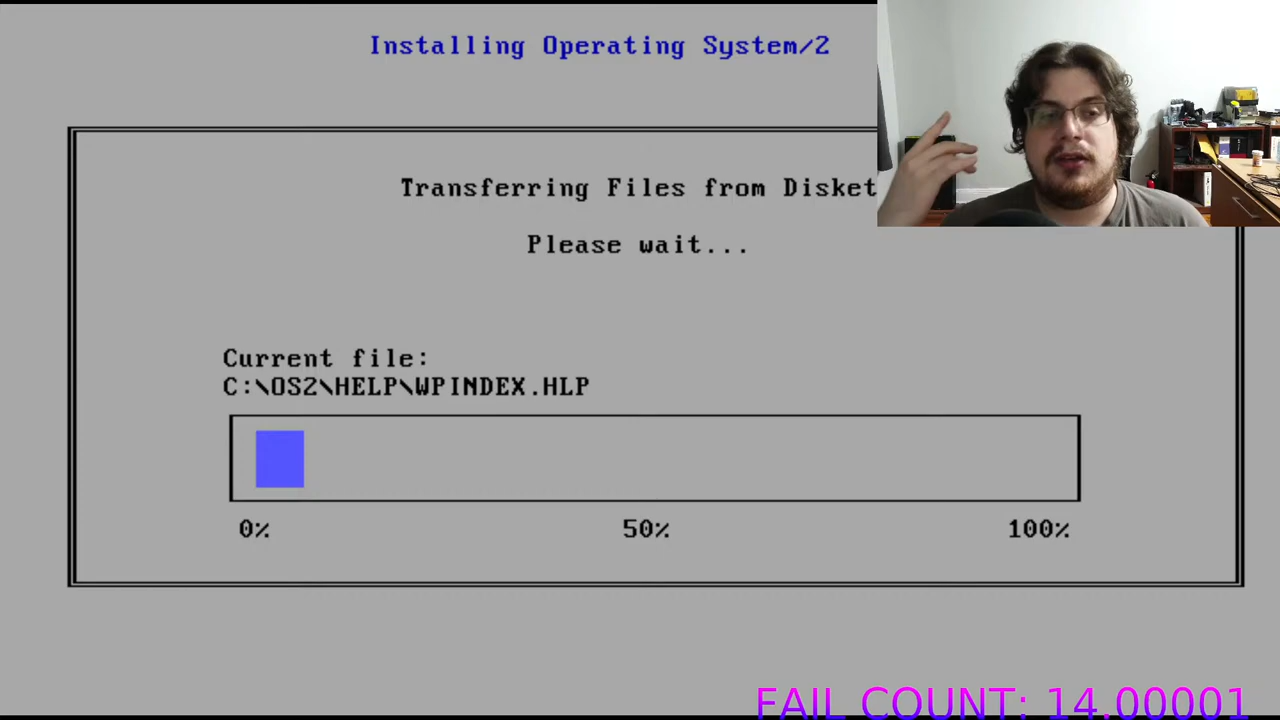 Installing Operating System/2
Transferring Files from Disket
Please wait...
Current file:
C:\OS2\HELP\WPINDEX.HLP
0% 50% 100%
FAIL COUNT: 14.00001